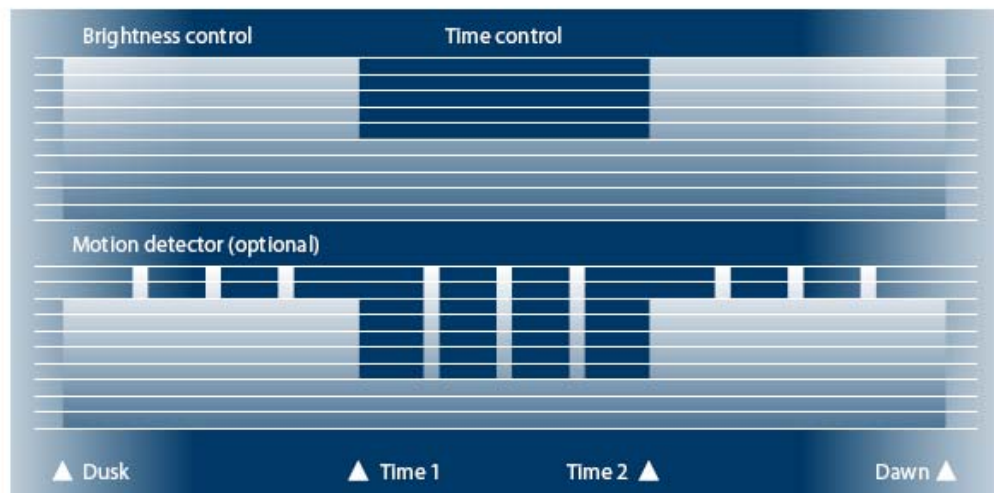 Brightness control
Time control
Motion detector (optional)
Dusk
Time 1
Time 2
Dawn